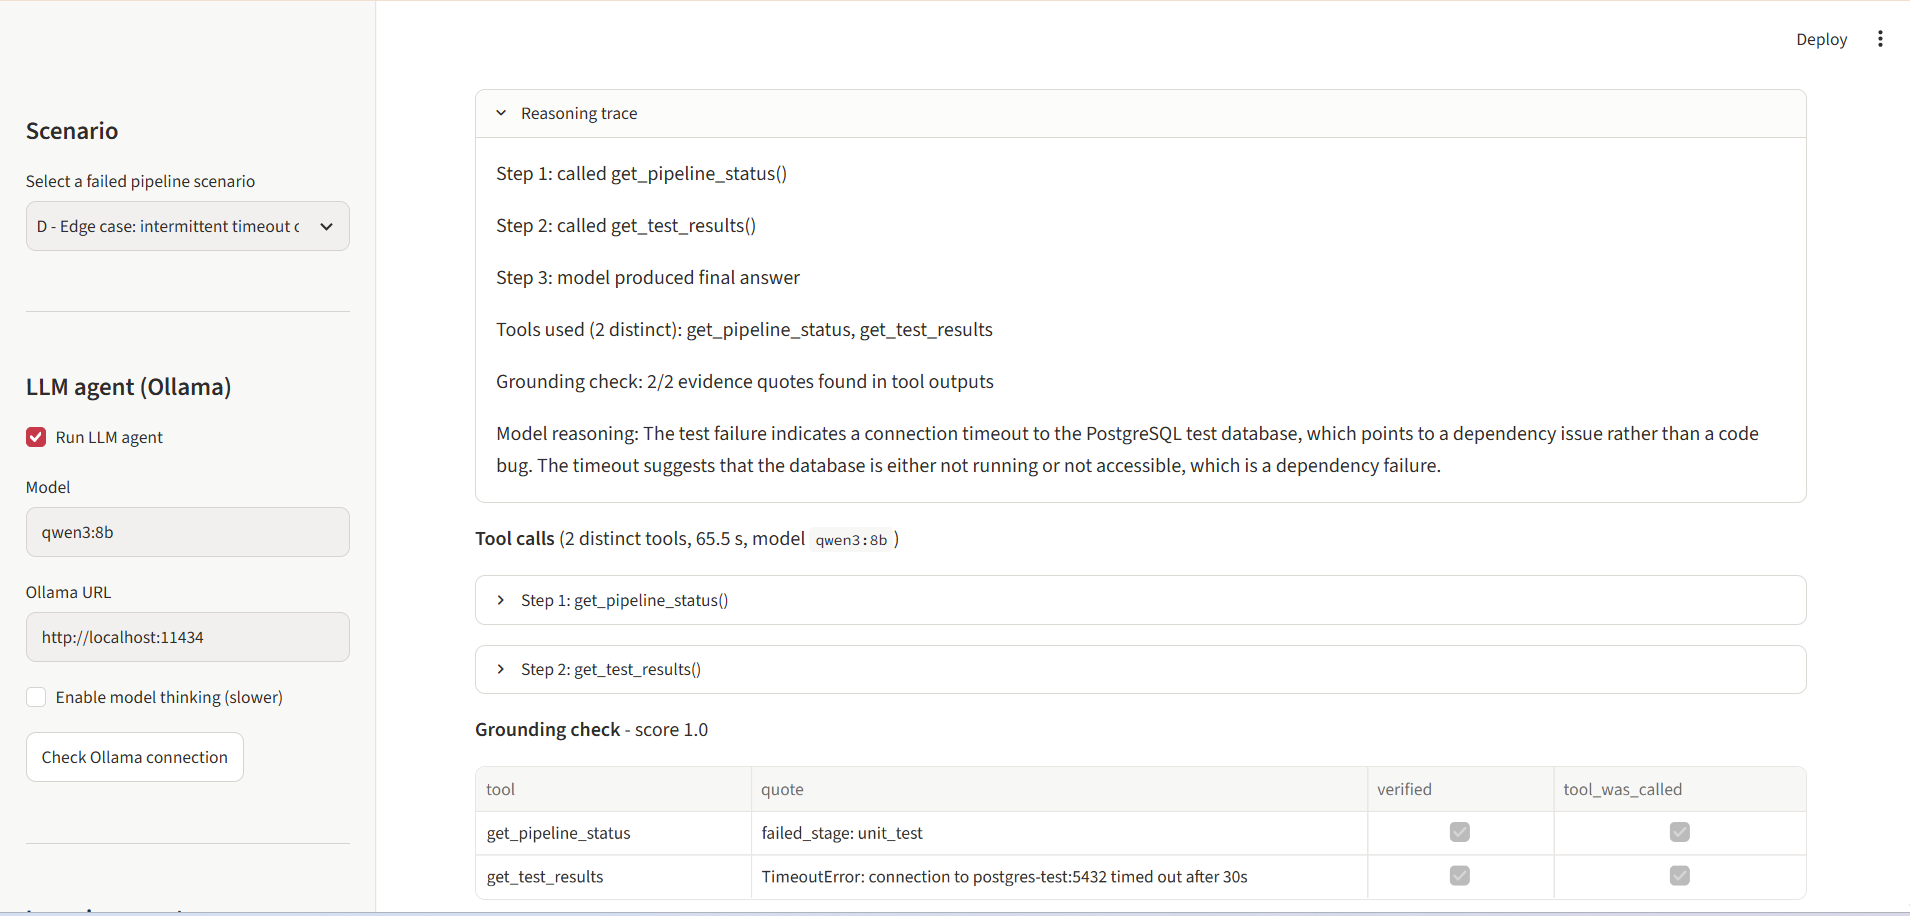 Deploy
Scenario
Select a failed pipeline scenario
D - Edge case: intermittent timeout
LLM agent (Ollama)
Run LLM agent
Model
qwen3:8b
Ollama URL
http://localhost:11434
Enable model thinking (slower)
Check Ollama connection
Reasoning trace
Step 1: called get_pipeline_status()
Step 2: called get_test_results()
Step 3: model produced final answer
Tools used (2 distinct): get_pipeline_status, get_test_results
Grounding check: 2/2 evidence quotes found in tool outputs
Model reasoning: The test failure indicates a connection timeout to the PostgreSQL test database, which points to a dependency issue rather than a code
bug. The timeout suggests that the database is either not running or not accessible, which is a dependency failure.
Tool calls (2 distinct tools, 65.5 s, model qwen3:8b )
Step 1: get_pipeline_status()
Step 2: get_test_results()
Grounding check - score 1.0
tool quote verified tool_was_called
get_pipeline_status failed_stage: unit_test
get_test_results TimeoutError: connection to postgres-test:5432 timed out after 30s